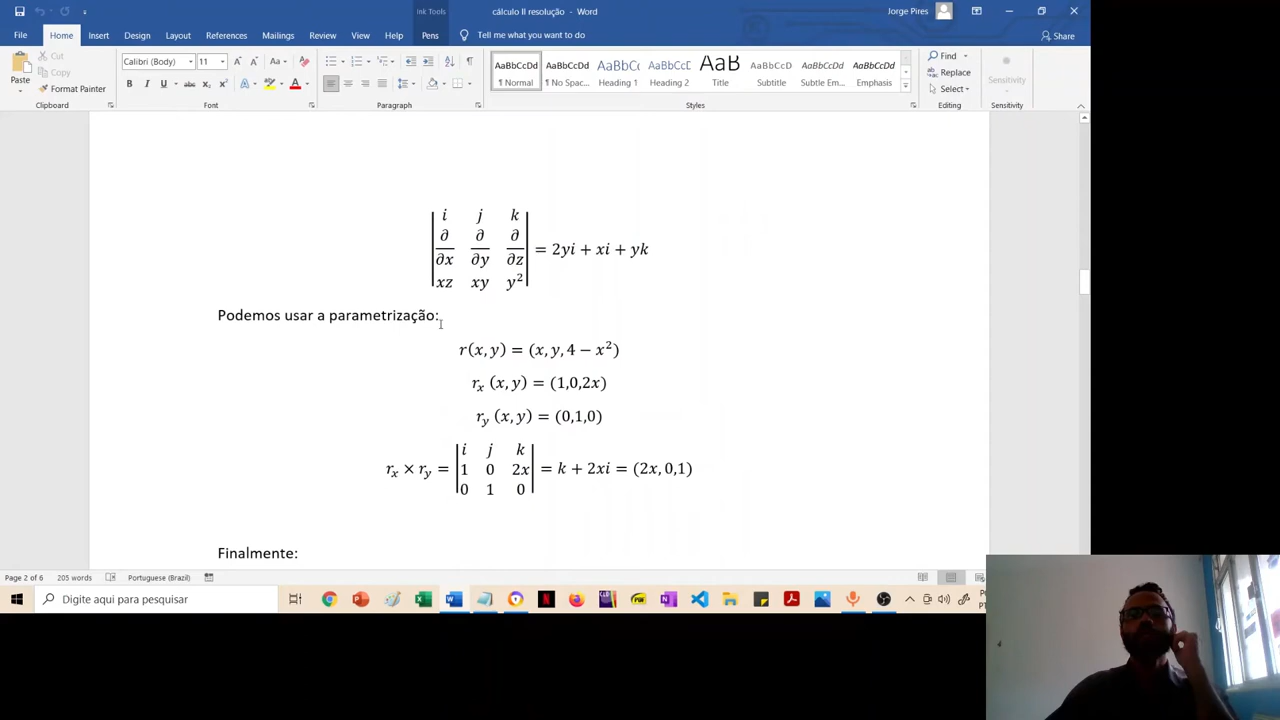 Ink Tools
cálculo II resolução - Word
Jorge Pires
File Home Insert Design Layout References Mailings Review View Help Pens Tell me what you want to do Share
Paste
Cut
Copy
Format Painter
Clipboard
Calibri (Body) 11
Font
Paragraph
AaBbCcDd AaBbCcDd AaBbCc AaBbCcD AaB AaBbCcD AaBbCcDd AaBbCcDd
¶ Normal ¶ No Spac... Heading 1 Heading 2 Title Subtitle Subtle Em... Emphasis
Styles
Find
Replace
Select
Editing
Sensitivity
Sensitivity
i j k
∂ ∂ ∂
∂x ∂y ∂z
xz xy y²
= 2yi + xi + yk
Podemos usar a parametrização:
r(x, y) = (x, y, 4 − x²)
rₓ (x, y) = (1,0,2x)
r_y (x, y) = (0,1,0)
rₓ × r_y = | i j k |
| 1 0 2x | = k + 2xi = (2x, 0,1)
| 0 1 0 |
Finalmente:
Page 2 of 6 205 words Portuguese (Brazil)
Digite aqui para pesquisar